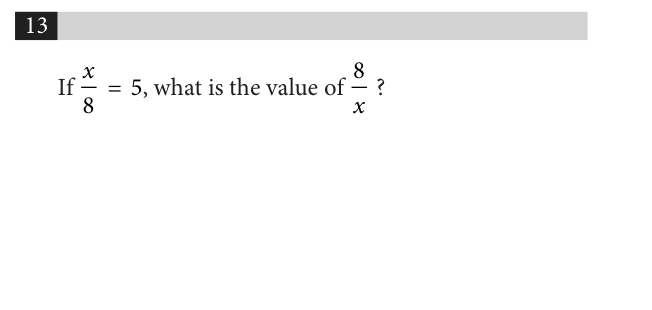 13
If x/8 = 5, what is the value of 8/x ?